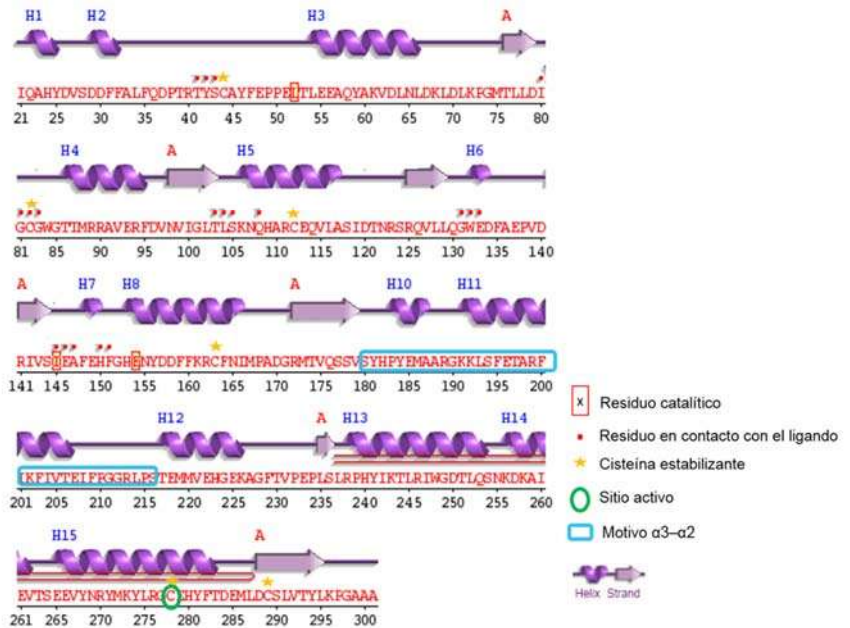 H1 H2 H3 A
IQAHYDVSDDFFALFQDPTRTYSCAYFEPPELTLEEAQYAKVDLNLDKLDLKPGMTLLDI
21 25 30 35 40 45 50 55 60 65 70 75 80
H4 A H5 H6
GCGWGTTMRRAVERFDVNVIGLTLSKNQHARCEQVLASIDTNRSRQVLLQGWEDFAEPVD
81 85 90 95 100 105 110 115 120 125 130 135 140
A H7 H8 A H10 H11
RIVSIEAFEHFGHENYDDFFKRCFNIMPADGRMTVQSSVSYHPYEMAARGKKLSFETARF
141 145 150 155 160 165 170 175 180 185 190 195 200
H12 A H13 H14
IKFIVTEIFPGGRLPSTEMMVEHGEKAGFTVPEPLSLRPHYIKTLRIWGDTLQSNKDKAI
201 205 210 215 220 225 230 235 240 245 250 255 260
H15 A
EVTSEEVYNRYMKYLRGCEHYFTDEMLDCSLVTYLKPGAAA
261 265 270 275 280 285 290 295 300
x Residuo catalítico
Residuo en contacto con el ligando
Cisteína estabilizante
Sitio activo
Motivo α3–α2
Helix Strand